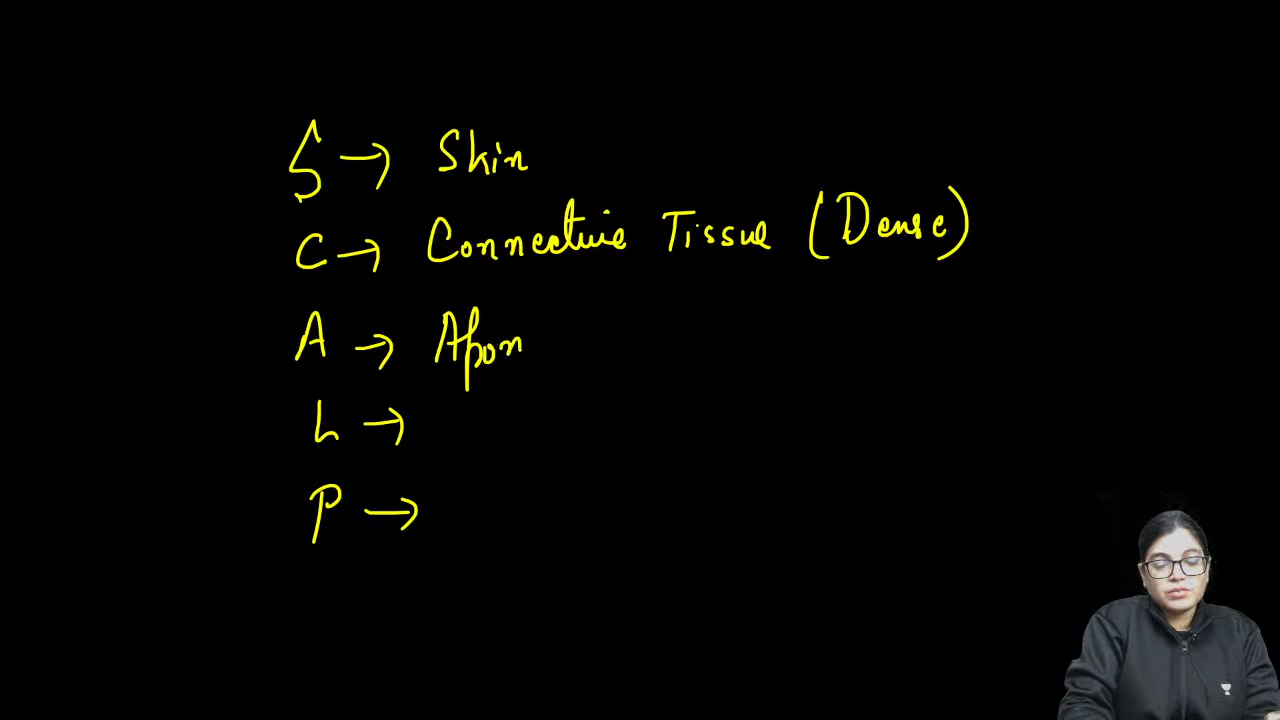 S → Skin
C → Connective Tissue (Dense)
A → Apon
L →
P →